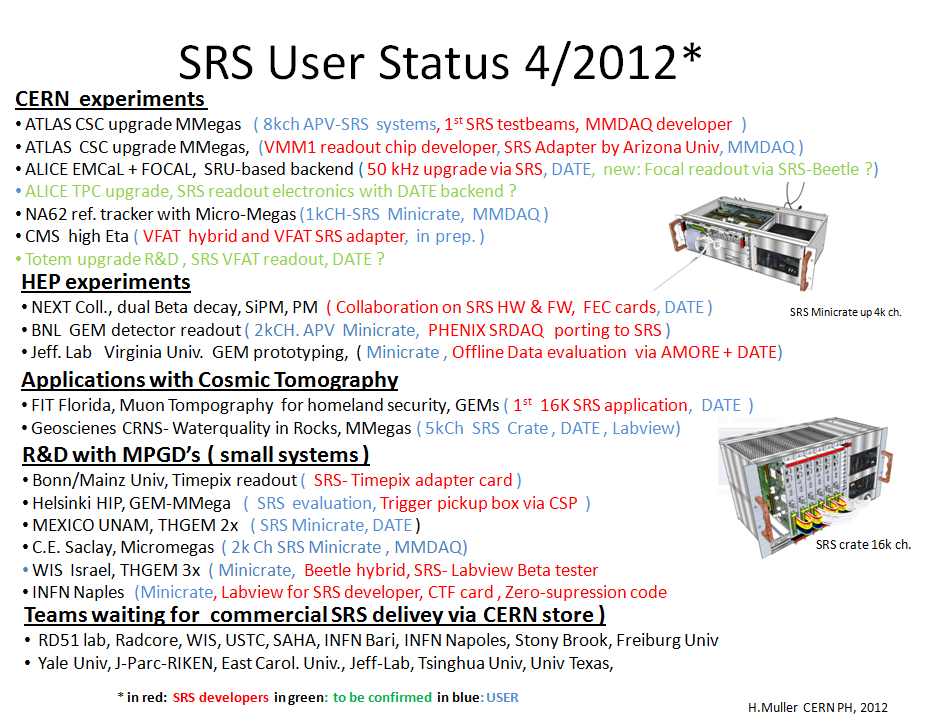 SRS User Status 4/2012*
CERN experiments
• ATLAS CSC upgrade MMegas ( 8kch APV-SRS systems, 1st SRS testbeams, MMDAQ developer )
• ATLAS CSC upgrade MMegas, (VMM1 readout chip developer, SRS Adapter by Arizona Univ, MMDAQ )
• ALICE EMCaL + FOCAL, SRU-based backend ( 50 kHz upgrade via SRS, DATE, new: Focal readout via SRS-Beetle ?)
• ALICE TPC upgrade, SRS readout electronics with DATE backend ?
• NA62 ref. tracker with Micro-Megas (1kCH-SRS Minicrate, MMDAQ )
• CMS high Eta ( VFAT hybrid and VFAT SRS adapter, in prep. )
• Totem upgrade R&D , SRS VFAT readout, DATE ?
HEP experiments
SRS Minicrate up 4k ch.
• NEXT Coll., dual Beta decay, SiPM, PM ( Collaboration on SRS HW & FW, FEC cards, DATE )
• BNL GEM detector readout ( 2kCH. APV Minicrate, PHENIX SRDAQ porting to SRS )
• Jeff. Lab Virginia Univ. GEM prototyping, ( Minicrate , Offline Data evaluation via AMORE + DATE)
Applications with Cosmic Tomography
• FIT Florida, Muon Tompography for homeland security, GEMs ( 1st 16K SRS application, DATE )
• Geoscienes CRNS- Waterquality in Rocks, MMegas ( 5kCh SRS Crate , DATE , Labview)
R&D with MPGD's ( small systems )
• Bonn/Mainz Univ, Timepix readout ( SRS- Timepix adapter card )
• Helsinki HIP, GEM-MMega ( SRS evaluation, Trigger pickup box via CSP )
• MEXICO UNAM, THGEM 2x ( SRS Minicrate, DATE )
• C.E. Saclay, Micromegas ( 2k Ch SRS Minicrate , MMDAQ)
SRS crate 16k ch.
• WIS Israel, THGEM 3x ( Minicrate, Beetle hybrid, SRS- Labview Beta tester
• INFN Naples (Minicrate, Labview for SRS developer, CTF card , Zero-supression code
Teams waiting for commercial SRS delivey via CERN store )
• RD51 lab, Radcore, WIS, USTC, SAHA, INFN Bari, INFN Napoles, Stony Brook, Freiburg Univ
• Yale Univ, J-Parc-RIKEN, East Carol. Univ., Jeff-Lab, Tsinghua Univ, Univ Texas,
* in red: SRS developers in green: to be confirmed in blue: USER
H.Muller CERN PH, 2012